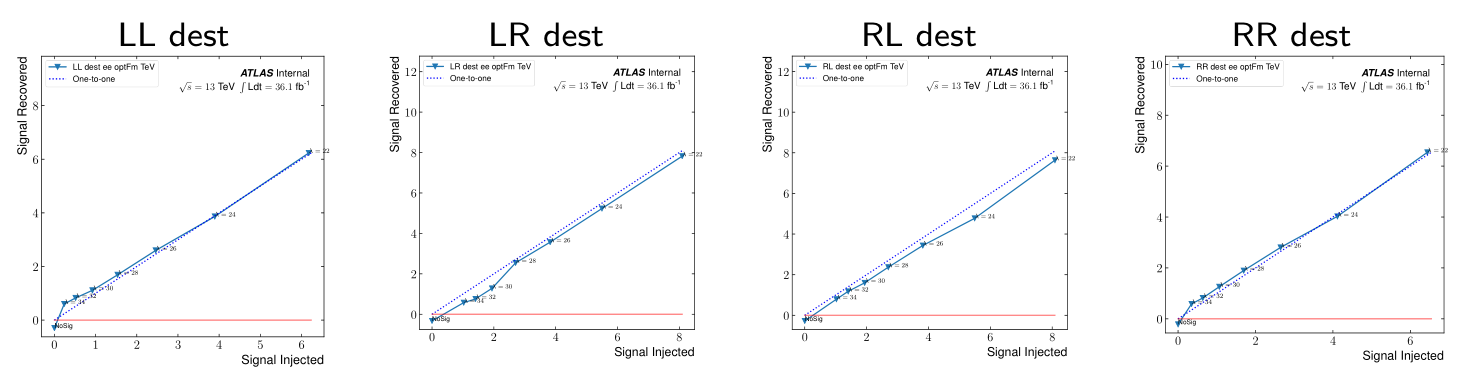 LL dest
LL dest ee optFm TeV
One-to-one
ATLAS Internal
√s = 13 TeV ∫ Ldt = 36.1 fb⁻¹
Signal Recovered
8
6
4
2
0
= 22
= 24
= 26
= 28
= 30
= 32
= 34
NoSig
0 1 2 3 4 5 6
Signal Injected
LR dest
LR dest ee optFm TeV
One-to-one
ATLAS Internal
√s = 13 TeV ∫ Ldt = 36.1 fb⁻¹
Signal Recovered
12
10
8
6
4
2
0
= 22
= 24
= 26
= 28
= 30
= 32
= 34
NoSig
0 2 4 6 8
Signal Injected
RL dest
RL dest ee optFm TeV
One-to-one
ATLAS Internal
√s = 13 TeV ∫ Ldt = 36.1 fb⁻¹
Signal Recovered
12
10
8
6
4
2
0
= 22
= 24
= 26
= 28
= 30
= 32
= 34
NoSig
0 2 4 6 8
Signal Injected
RR dest
RR dest ee optFm TeV
One-to-one
ATLAS Internal
√s = 13 TeV ∫ Ldt = 36.1 fb⁻¹
Signal Recovered
10
8
6
4
2
0
= 22
= 24
= 26
= 28
= 30
= 32
= 34
NoSig
0 2 4 6
Signal Injected